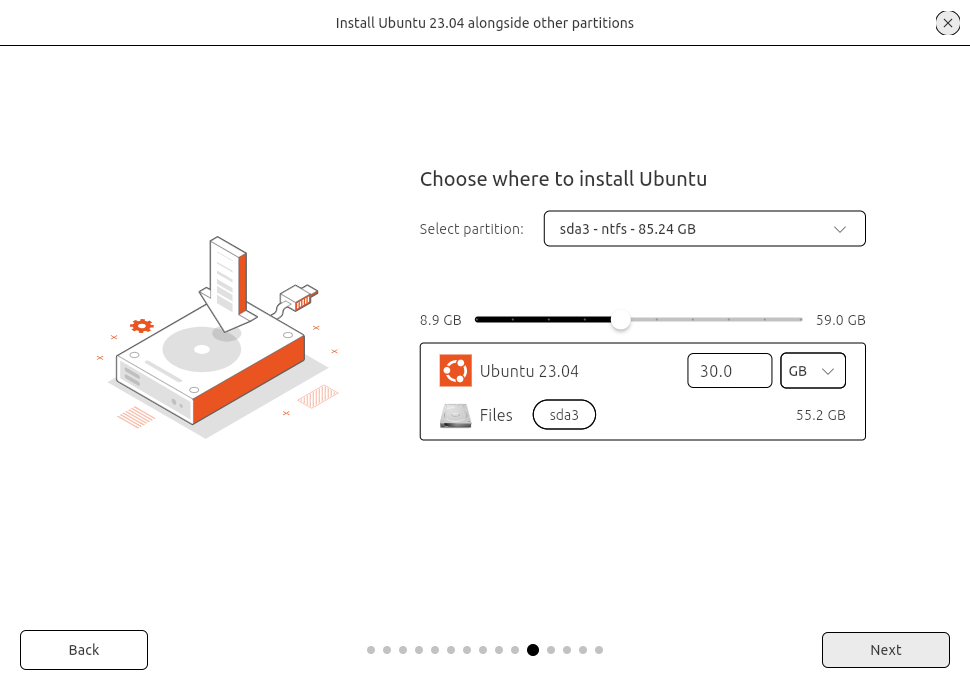 Install Ubuntu 23.04 alongside other partitions
Choose where to install Ubuntu
Select partition: sda3 - ntfs - 85.24 GB
8.9 GB 59.0 GB
Ubuntu 23.04 30.0 GB
Files sda3 55.2 GB
Back Next